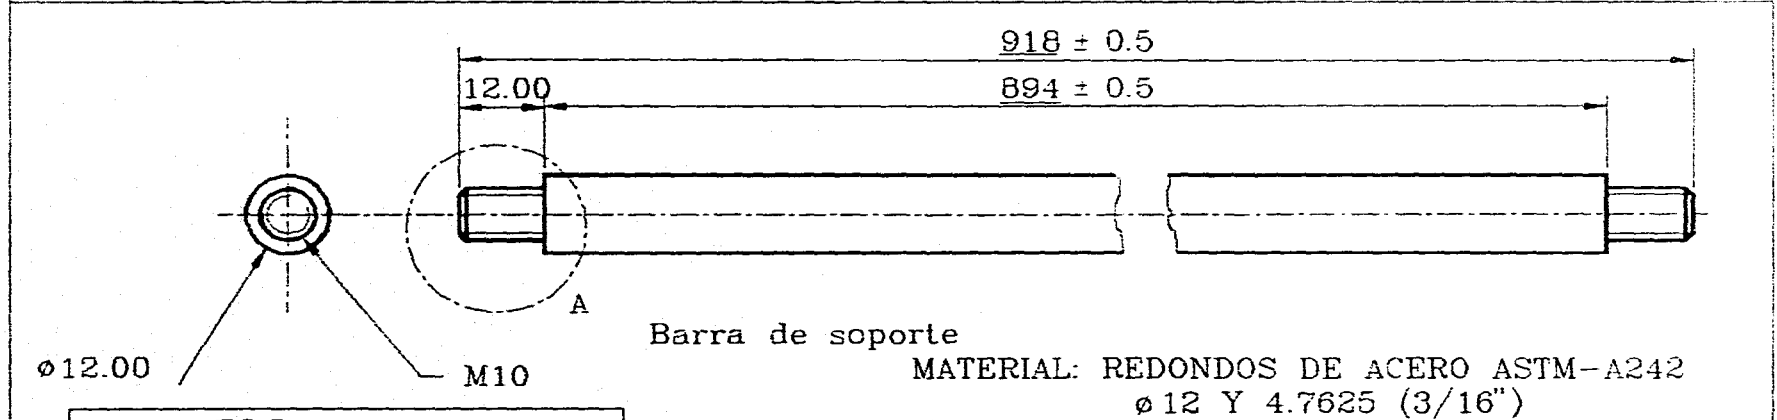 918 ± 0.5
12.00
894 ± 0.5
A
Barra de soporte
ø12.00
M10
MATERIAL: REDONDOS DE ACERO ASTM-A242
ø12 Y 4.7625 (3/16")